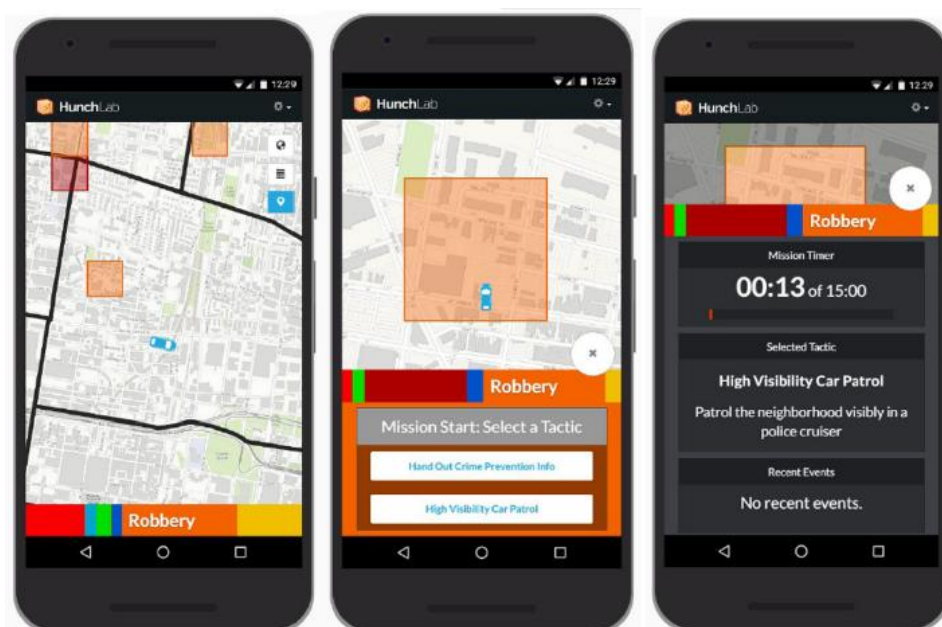 12:29
HunchLab
Robbery
12:29
HunchLab
Robbery
Mission Start: Select a Tactic
Hand Out Crime Prevention Info
High Visibility Car Patrol
12:29
HunchLab
Robbery
Mission Timer
00:13 of 15:00
Selected Tactic
High Visibility Car Patrol
Patrol the neighborhood visibly in a
police cruiser
Recent Events
No recent events.